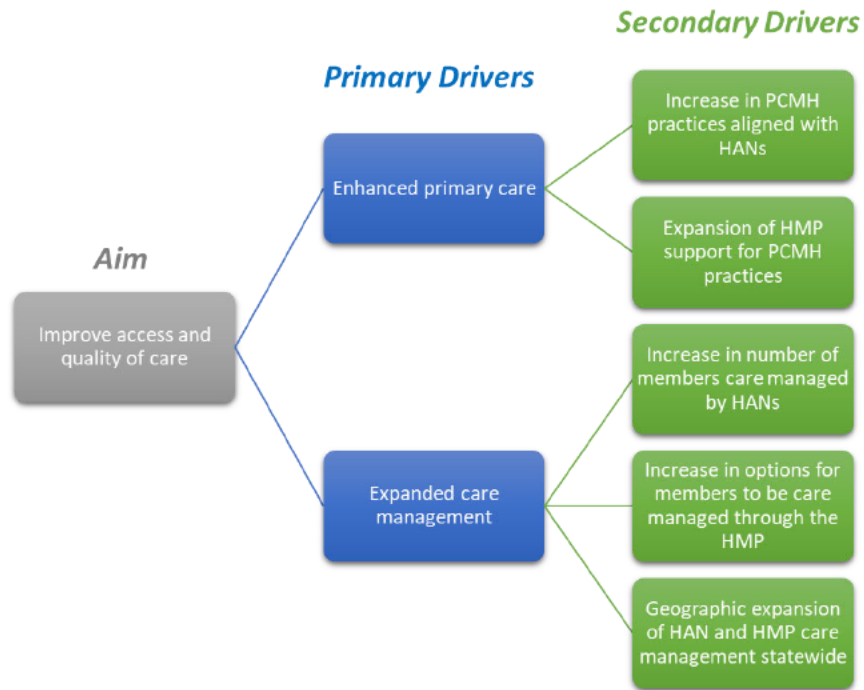 Secondary Drivers
Primary Drivers
Increase in PCMH
practices aligned with
HANs
Enhanced primary care
Expansion of HMP
support for PCMH
practices
Aim
Improve access and
quality of care
Increase in number of
members care managed
by HANs
Expanded care
management
Increase in options for
members to be care
managed through the
HMP
Geographic expansion
of HAN and HMP care
management statewide